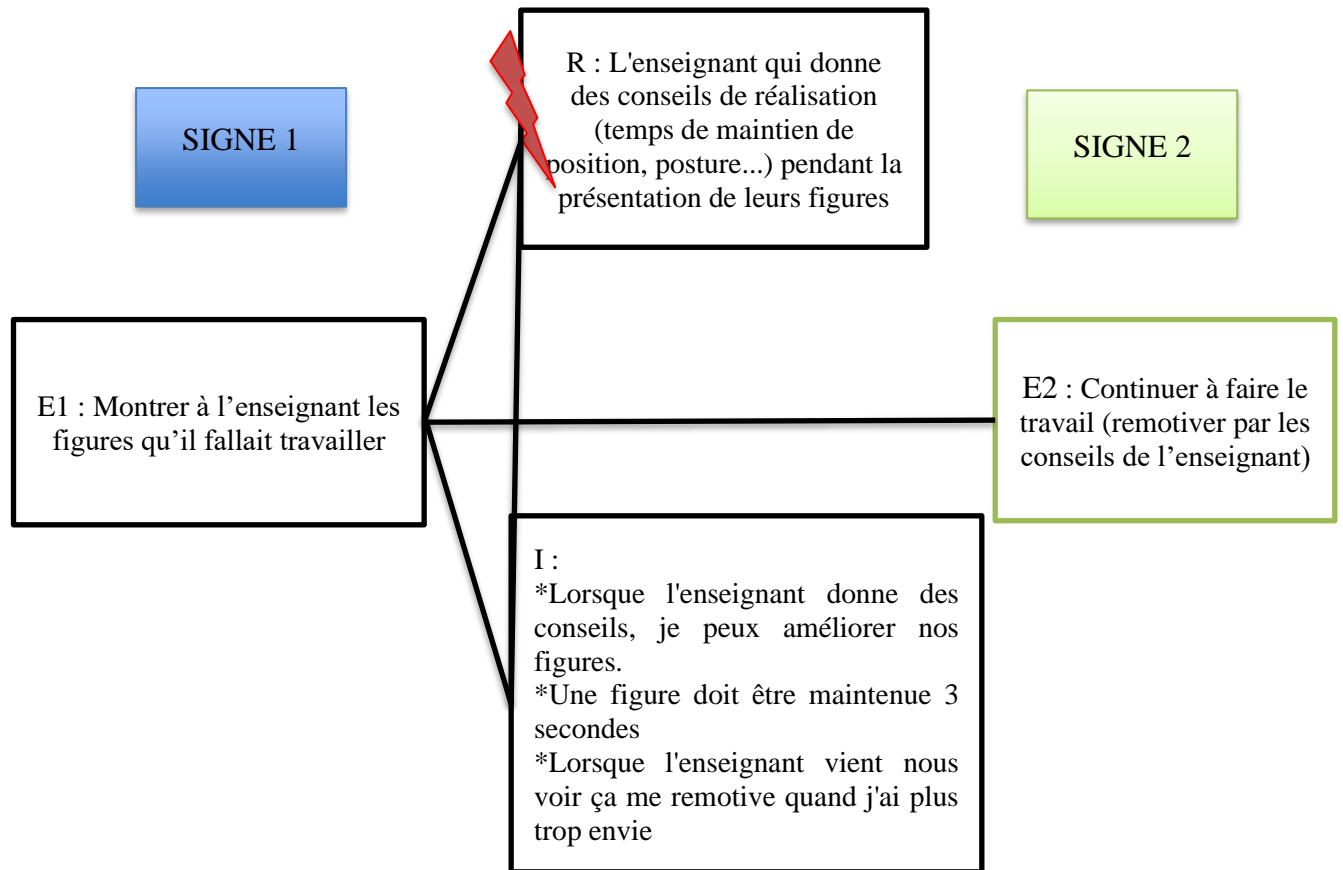 R : L'enseignant qui donne
des conseils de réalisation
(temps de maintien de
position, posture...) pendant la
présentation de leurs figures
SIGNE 1
SIGNE 2
E1 : Montrer à l’enseignant les
figures qu’il fallait travailler
E2 : Continuer à faire le
travail (remotiver par les
conseils de l’enseignant)
I :
*Lorsque l'enseignant donne des
conseils, je peux améliorer nos
figures.
*Une figure doit être maintenue 3
secondes
*Lorsque l'enseignant vient nous
voir ça me remotive quand j'ai plus
trop envie